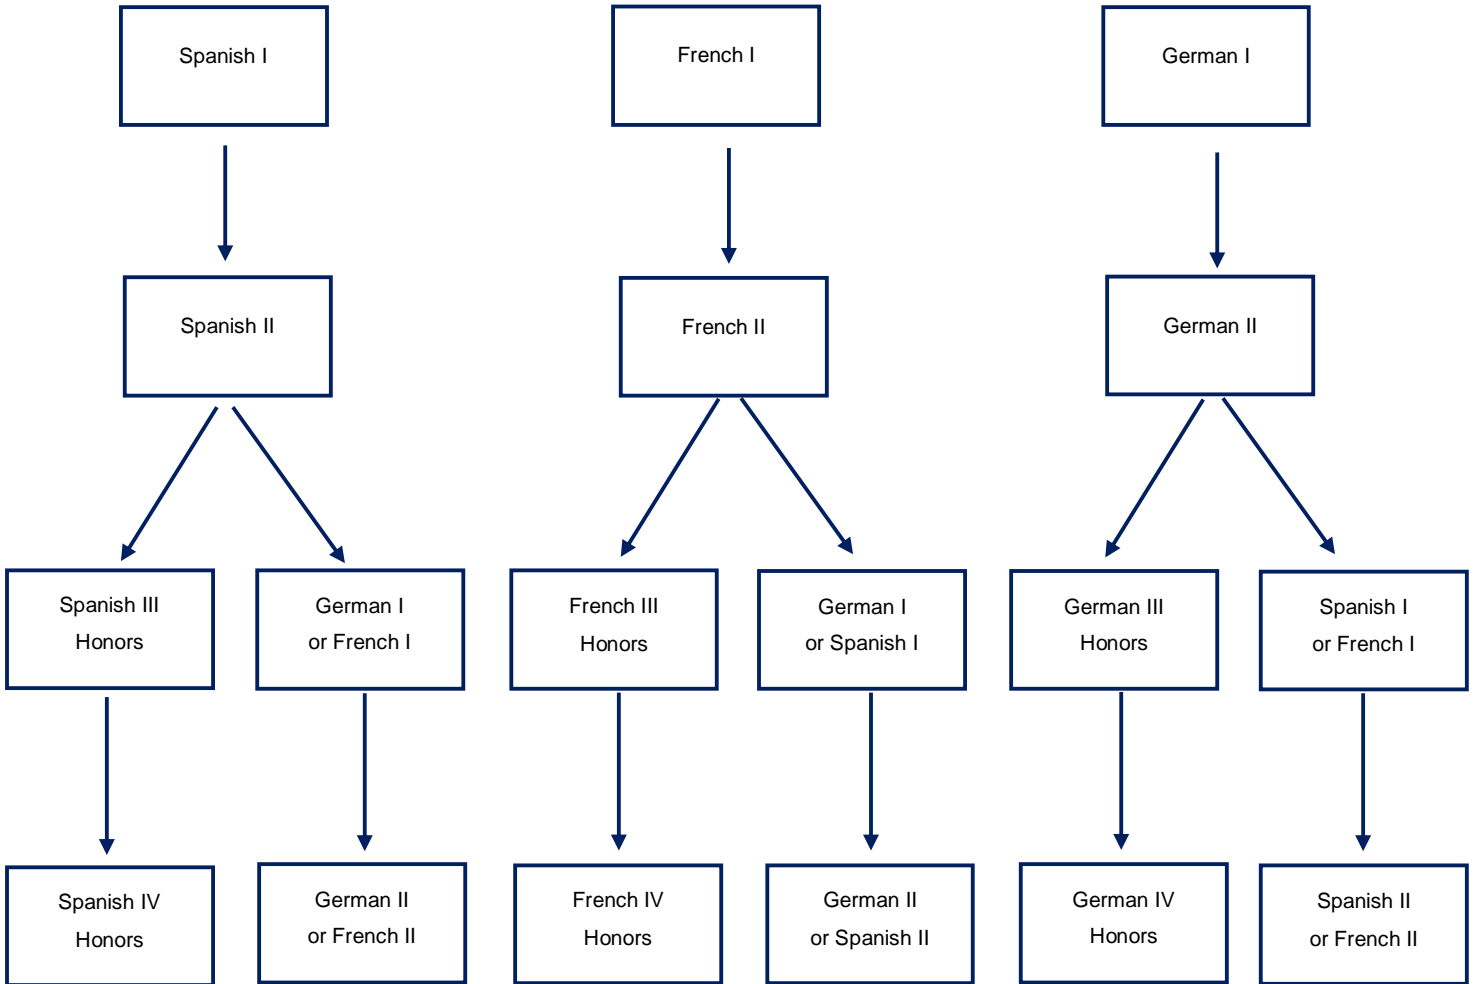 Spanish I
French I
German I
Spanish II
French II
German II
Spanish III
Honors
German I
or French I
French III
Honors
German I
or Spanish I
German III
Honors
Spanish I
or French I
Spanish IV
Honors
German II
or French II
French IV
Honors
German II
or Spanish II
German IV
Honors
Spanish II
or French II